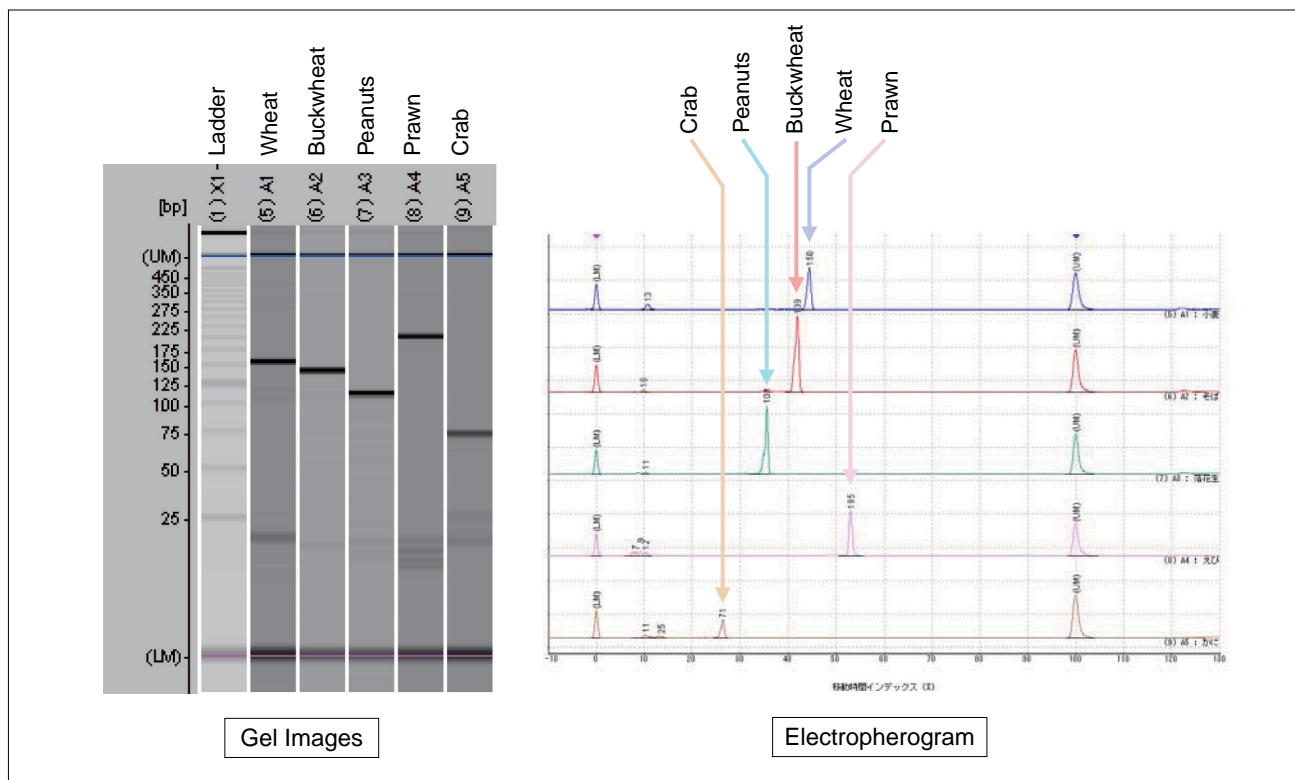 Ladder
Wheat
Buckwheat
Peanuts
Prawn
Crab
(1) X1 -
(5) A1
(6) A2
(7) A3
(8) A4
(9) A5
[bp]
(UM)
450
350
275
225
175
150
125
100
75
50
25
(LM)
Gel Images
Crab
Peanuts
Buckwheat
Wheat
Prawn
(LM)
13
150
(UM)
(5) A1 : 小麦
(LM)
10
139
(UM)
(6) A2 : そば
(LM)
11
(UM)
(7) A3 : 落花生
(LM)
7
9
12
195
(UM)
(8) A4 : えび
(LM)
11
25
71
(UM)
(9) A5 : かに
-10 0 10 20 30 40 50 60 70 80 90 100 110 120 130
移動時間インデックス (%)
Electropherogram